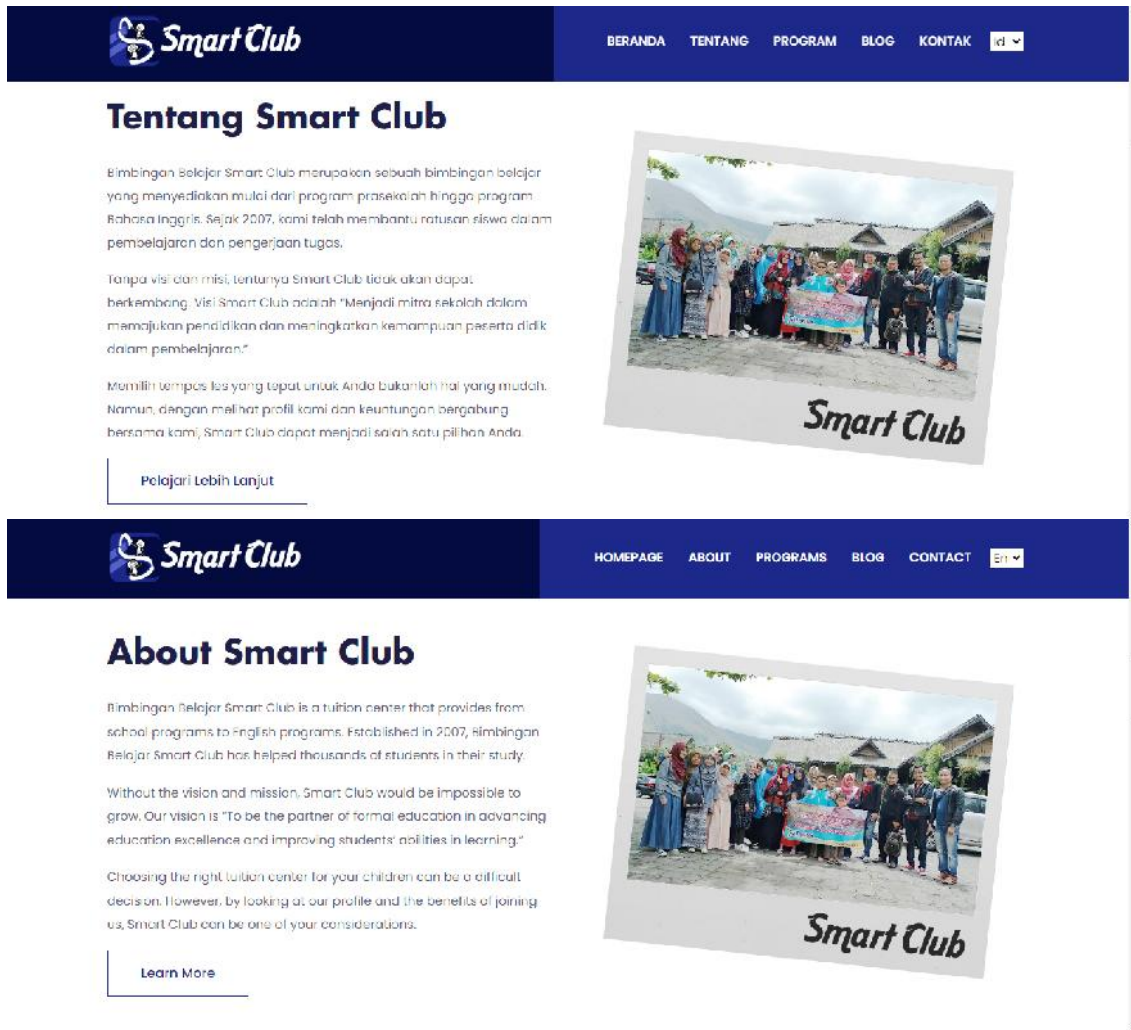 Smart Club
BERANDA TENTANG PROGRAM BLOG KONTAK Id
Tentang Smart Club
Bimbingan Belajar Smart Club merupakan sebuah bimbingan belajar
yang menyediakan mulai dari program prasekolah hingga program
Bahasa Inggris. Sejak 2007, kami telah membantu ratusan siswa dalam
pembelajaran dan pengerjaan tugas.
Tanpa visi dan misi, tentunya Smart Club tidak akan dapat
berkembang. Visi Smart Club adalah "Menjadi mitra sekolah dalam
memajukan pendidikan dan meningkatkan kemampuan peserta didik
dalam pembelajaran."
Memilih tempas les yang tepat untuk Anda bukanlah hal yang mudah.
Namun, dengan melihat profil kami dan keuntungan bergabung
bersama kami, Smart Club dapat menjadi salah satu pilihan Anda.
Pelajari Lebih Lanjut
Smart Club
Smart Club
HOMEPAGE ABOUT PROGRAMS BLOG CONTACT En
About Smart Club
Bimbingan Belajar Smart Club is a tuition center that provides from
school programs to English programs. Established in 2007, Bimbingan
Belajar Smart Club has helped thousands of students in their study.
Without the vision and mission, Smart Club would be impossible to
grow. Our vision is "To be the partner of formal education in advancing
education excellence and improving students' abilities in learning."
Choosing the right tuition center for your children can be a difficult
decision. However, by looking at our profile and the benefits of joining
us, Smart Club can be one of your considerations.
Learn More
Smart Club